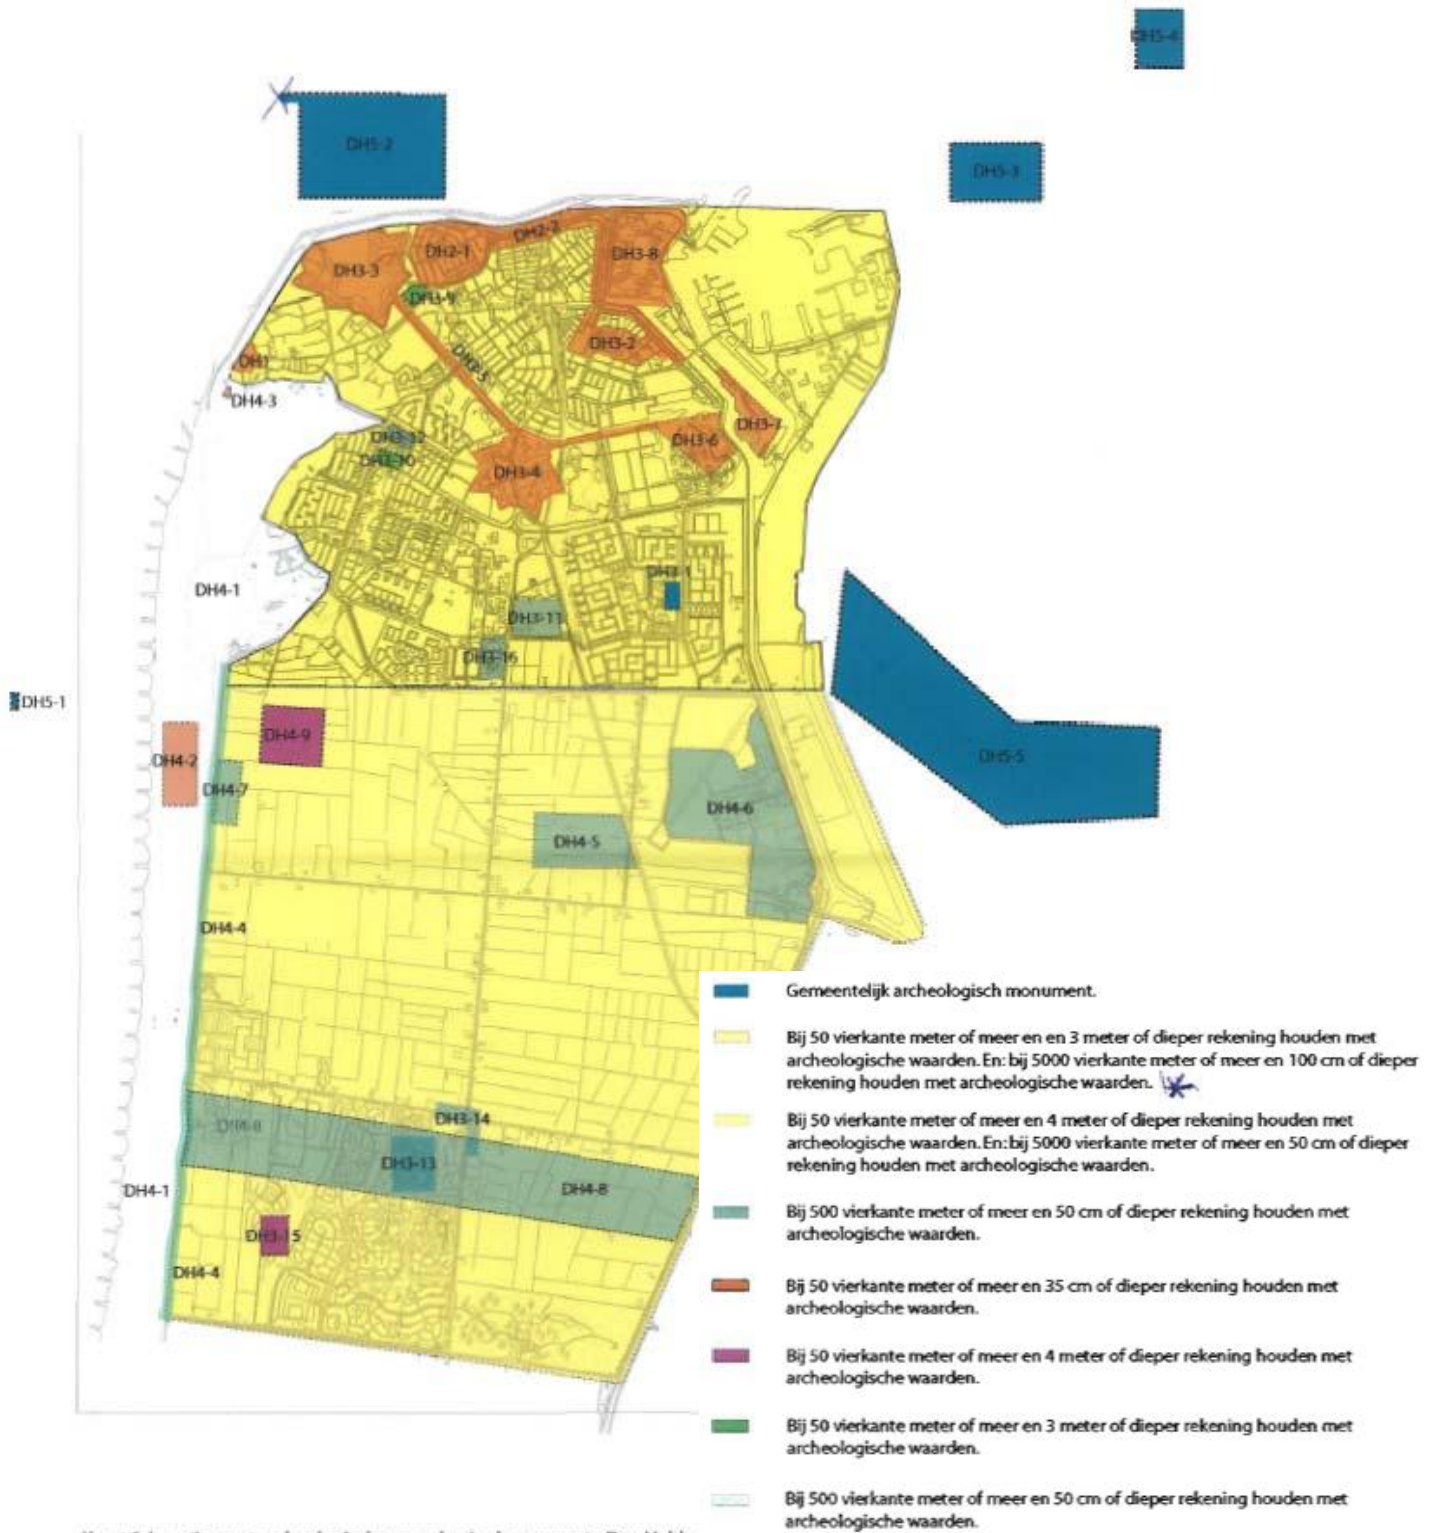 DH5-4
DH5-2
DH5-3
DH2-2
DH2-1
DH3-8
DH3-3
DH3-9
DH3-2
DH1
DH3-5
DH4-3
DH3-7
DH3-12
DH3-6
DH3-10
DH3-4
DH3-1
DH4-1
DH3-11
DH3-16
DH5-1
DH4-9
DH5-5
DH4-2
DH4-7
DH4-6
DH4-5
DH4-4
DH3-14
DH4-8
DH3-13
DH4-1
DH4-8
DH3-15
DH4-4
Gemeentelijk archeologisch monument.
Bij 50 vierkante meter of meer en en 3 meter of dieper rekening houden met
archeologische waarden. En: bij 5000 vierkante meter of meer en 100 cm of dieper
rekening houden met archeologische waarden.
Bij 50 vierkante meter of meer en 4 meter of dieper rekening houden met
archeologische waarden. En: bij 5000 vierkante meter of meer en 50 cm of dieper
rekening houden met archeologische waarden.
Bij 500 vierkante meter of meer en 50 cm of dieper rekening houden met
archeologische waarden.
Bij 50 vierkante meter of meer en 35 cm of dieper rekening houden met
archeologische waarden.
Bij 50 vierkante meter of meer en 4 meter of dieper rekening houden met
archeologische waarden.
Bij 50 vierkante meter of meer en 3 meter of dieper rekening houden met
archeologische waarden.
Bij 500 vierkante meter of meer en 50 cm of dieper rekening houden met
archeologische waarden.